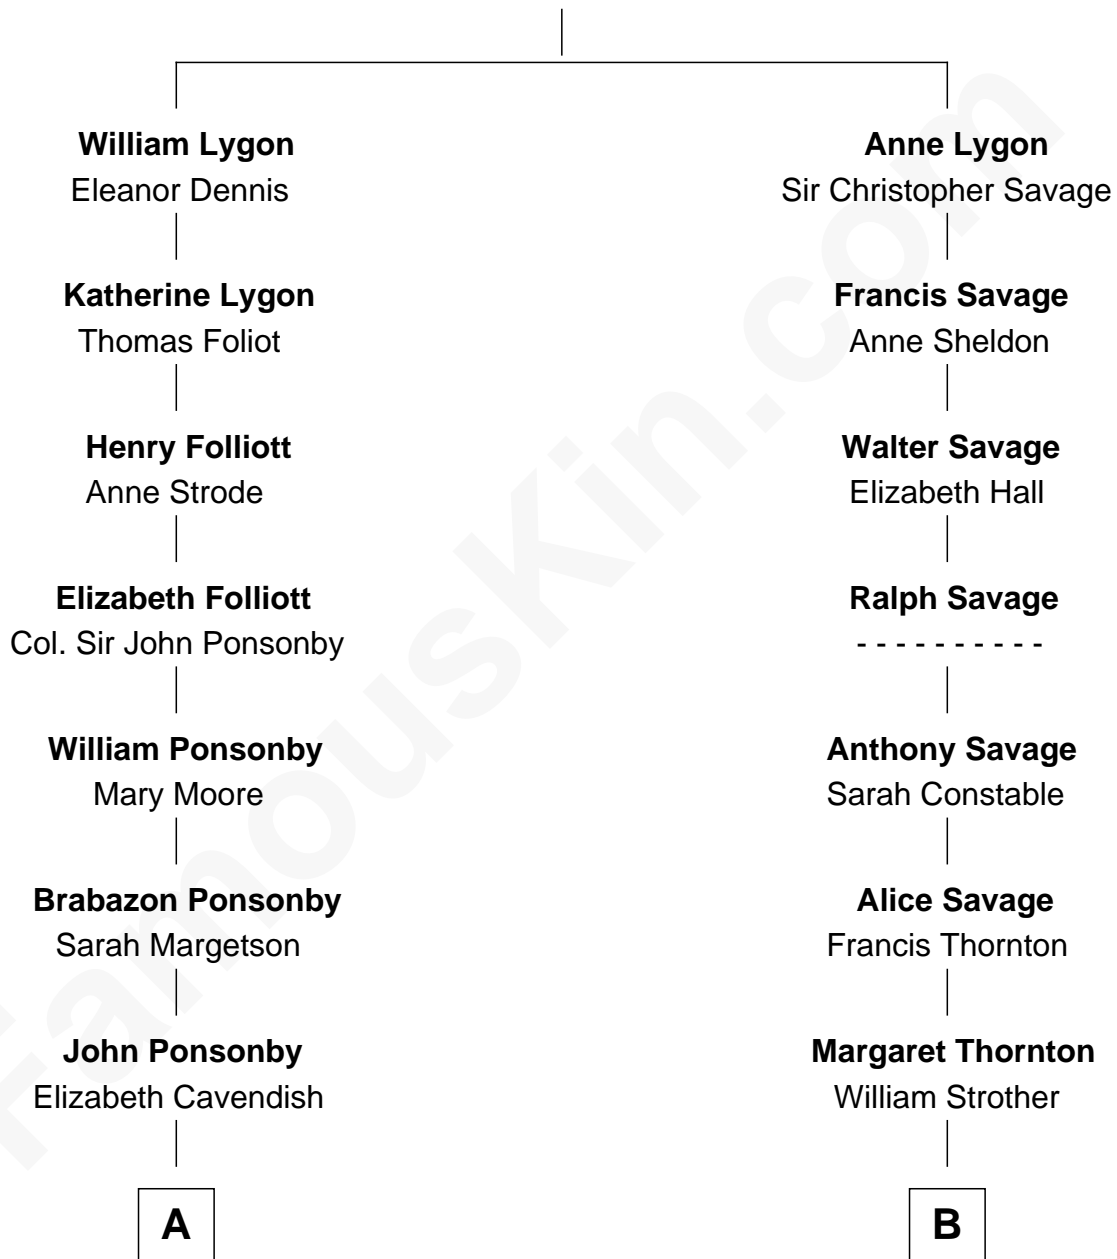 William Lygon
Eleanor Dennis
Katherine Lygon
Thomas Foliot
Henry Folliott
Anne Strode
Elizabeth Folliott
Col. Sir John Ponsonby
William Ponsonby
Mary Moore
Brabazon Ponsonby
Sarah Margetson
John Ponsonby
Elizabeth Cavendish
A
Anne Lygon
Sir Christopher Savage
Francis Savage
Anne Sheldon
Walter Savage
Elizabeth Hall
Ralph Savage
- - - - - - - - - -
Anthony Savage
Sarah Constable
Alice Savage
Francis Thornton
Margaret Thornton
William Strother
B
FamousKin.com